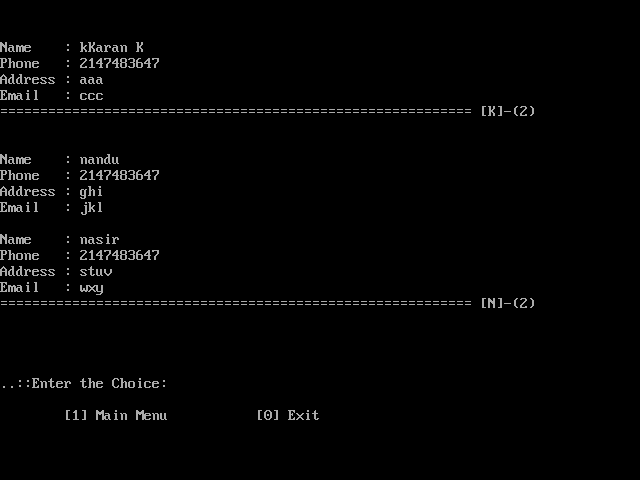 Name    : kKaran K
Phone   : 2147483647
Address : aaa
Email   : ccc
=========================================================== [K]-(2)
Name    : nandu
Phone   : 2147483647
Address : ghi
Email   : jkl
Name    : nasir
Phone   : 2147483647
Address : stuv
Email   : wxy
=========================================================== [N]-(2)
..::Enter the Choice:
[1] Main Menu           [0] Exit